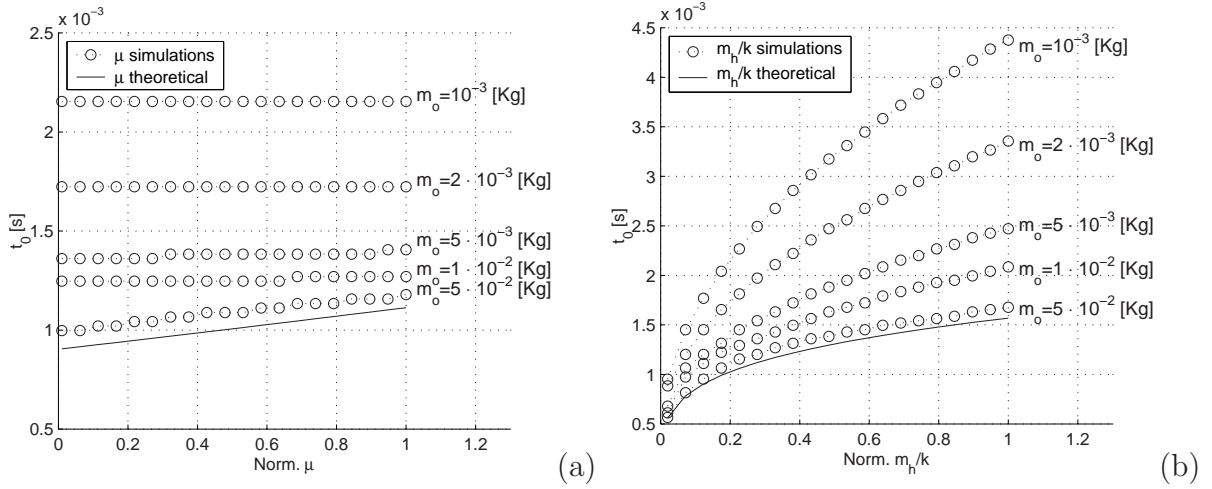 x 10⁻³
2.5
2
1.5
1
0.5
t₀ [s]
μ simulations
μ theoretical
m_o=10⁻³ [Kg]
m_o=2 · 10⁻³ [Kg]
m_o=5 · 10⁻³ [Kg]
m_o=1 · 10⁻² [Kg]
m_o=5 · 10⁻² [Kg]
0 0.2 0.4 0.6 0.8 1 1.2
Norm. μ
(a)
x 10⁻³
4.5
4
3.5
3
2.5
2
1.5
1
0.5
t₀ [s]
m_h/k simulations
m_h/k theoretical
m_o=10⁻³ [Kg]
m_o=2 · 10⁻³ [Kg]
m_o=5 · 10⁻³ [Kg]
m_o=1 · 10⁻² [Kg]
m_o=5 · 10⁻² [Kg]
0 0.2 0.4 0.6 0.8 1 1.2
Norm. m_h/k
(b)